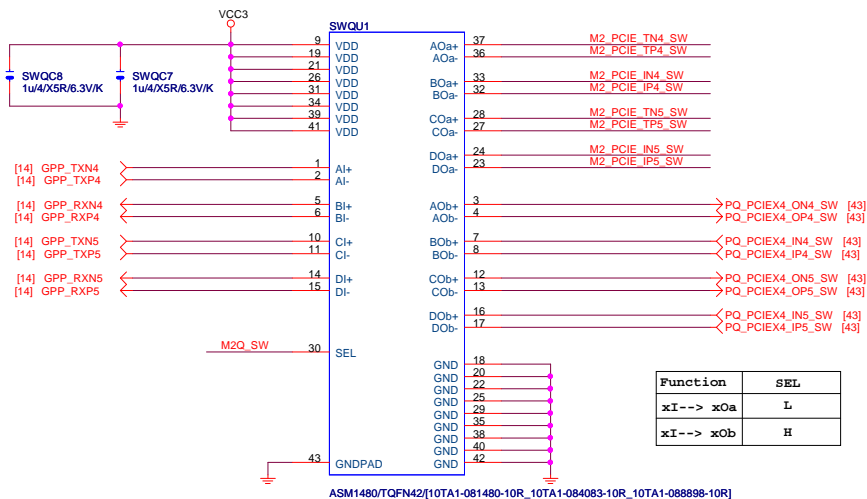 VCC3
SWQU1
9 VDD AOa+ 37 M2_PCIE_TN4_SW
19 VDD AOa- 36 M2_PCIE_TP4_SW
21 VDD
26 VDD BOa+ 33 M2_PCIE_IN4_SW
31 VDD BOa- 32 M2_PCIE_IP4_SW
34 VDD
39 VDD COa+ 28 M2_PCIE_TN5_SW
41 VDD COa- 27 M2_PCIE_TP5_SW
SWQC8
1u/4/X5R/6.3V/K
SWQC7
1u/4/X5R/6.3V/K
DOa+ 24 M2_PCIE_IN5_SW
DOa- 23 M2_PCIE_IP5_SW
[14] GPP_TXN4 1 AI+
[14] GPP_TXP4 2 AI-
[14] GPP_RXN4 5 BI+ AOb+ 3 PQ_PCIEX4_ON4_SW [43]
[14] GPP_RXP4 6 BI- AOb- 4 PQ_PCIEX4_OP4_SW [43]
[14] GPP_TXN5 10 CI+ BOb+ 7 PQ_PCIEX4_IN4_SW [43]
[14] GPP_TXP5 11 CI- BOb- 8 PQ_PCIEX4_IP4_SW [43]
[14] GPP_RXN5 14 DI+ COb+ 12 PQ_PCIEX4_ON5_SW [43]
[14] GPP_RXP5 15 DI- COb- 13 PQ_PCIEX4_OP5_SW [43]
DOb+ 16 PQ_PCIEX4_IN5_SW [43]
DOb- 17 PQ_PCIEX4_IP5_SW [43]
M2Q_SW 30 SEL
GND 18
GND 20
GND 22
GND 25
GND 29
GND 35
GND 38
GND 40
43 GNDPAD GND 42
Function SEL
xI--> xOa L
xI--> xOb H
ASM1480/TQFN42/[10TA1-081480-10R_10TA1-084083-10R_10TA1-088898-10R]